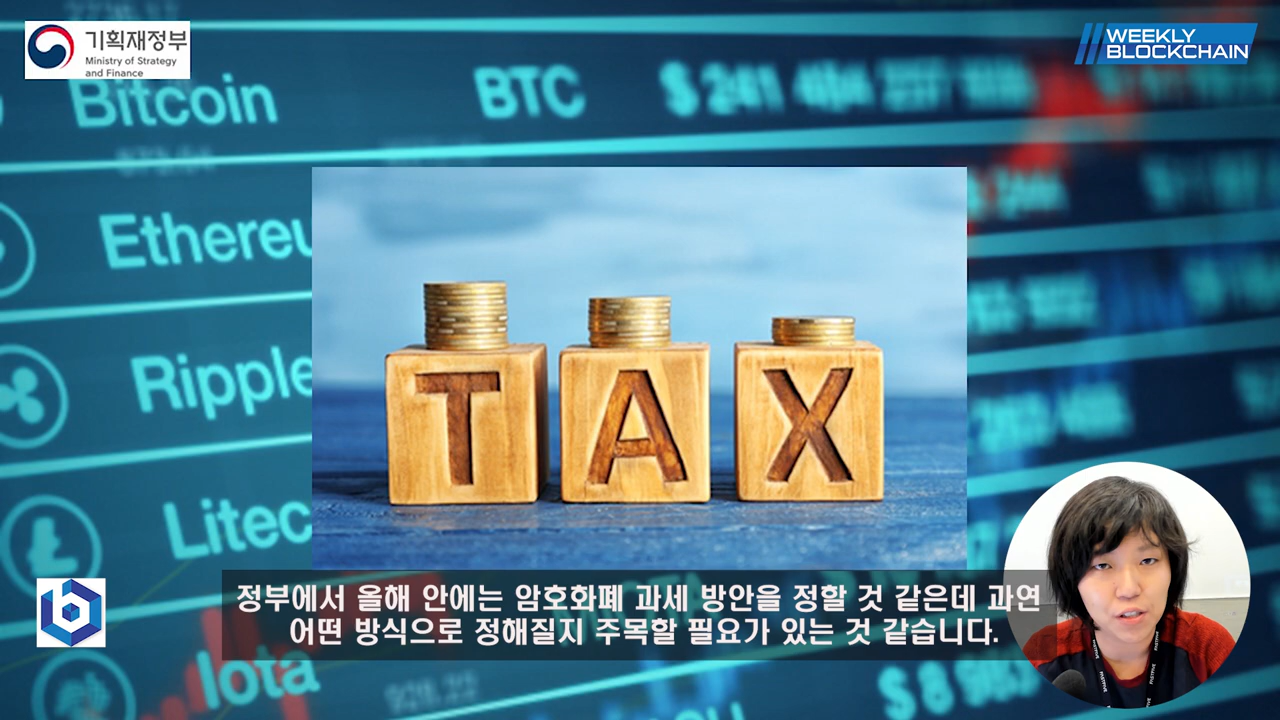 기획재정부
Ministry of Strategy
and Finance
WEEKLY
BLOCKCHAIN
Bitcoin BTC
Ethereu
Ripple
Litec
Iota
TAX
정부에서 올해 안에는 암호화폐 과세 방안을 정할 것 같은데 과연
어떤 방식으로 정해질지 주목할 필요가 있는 것 같습니다.